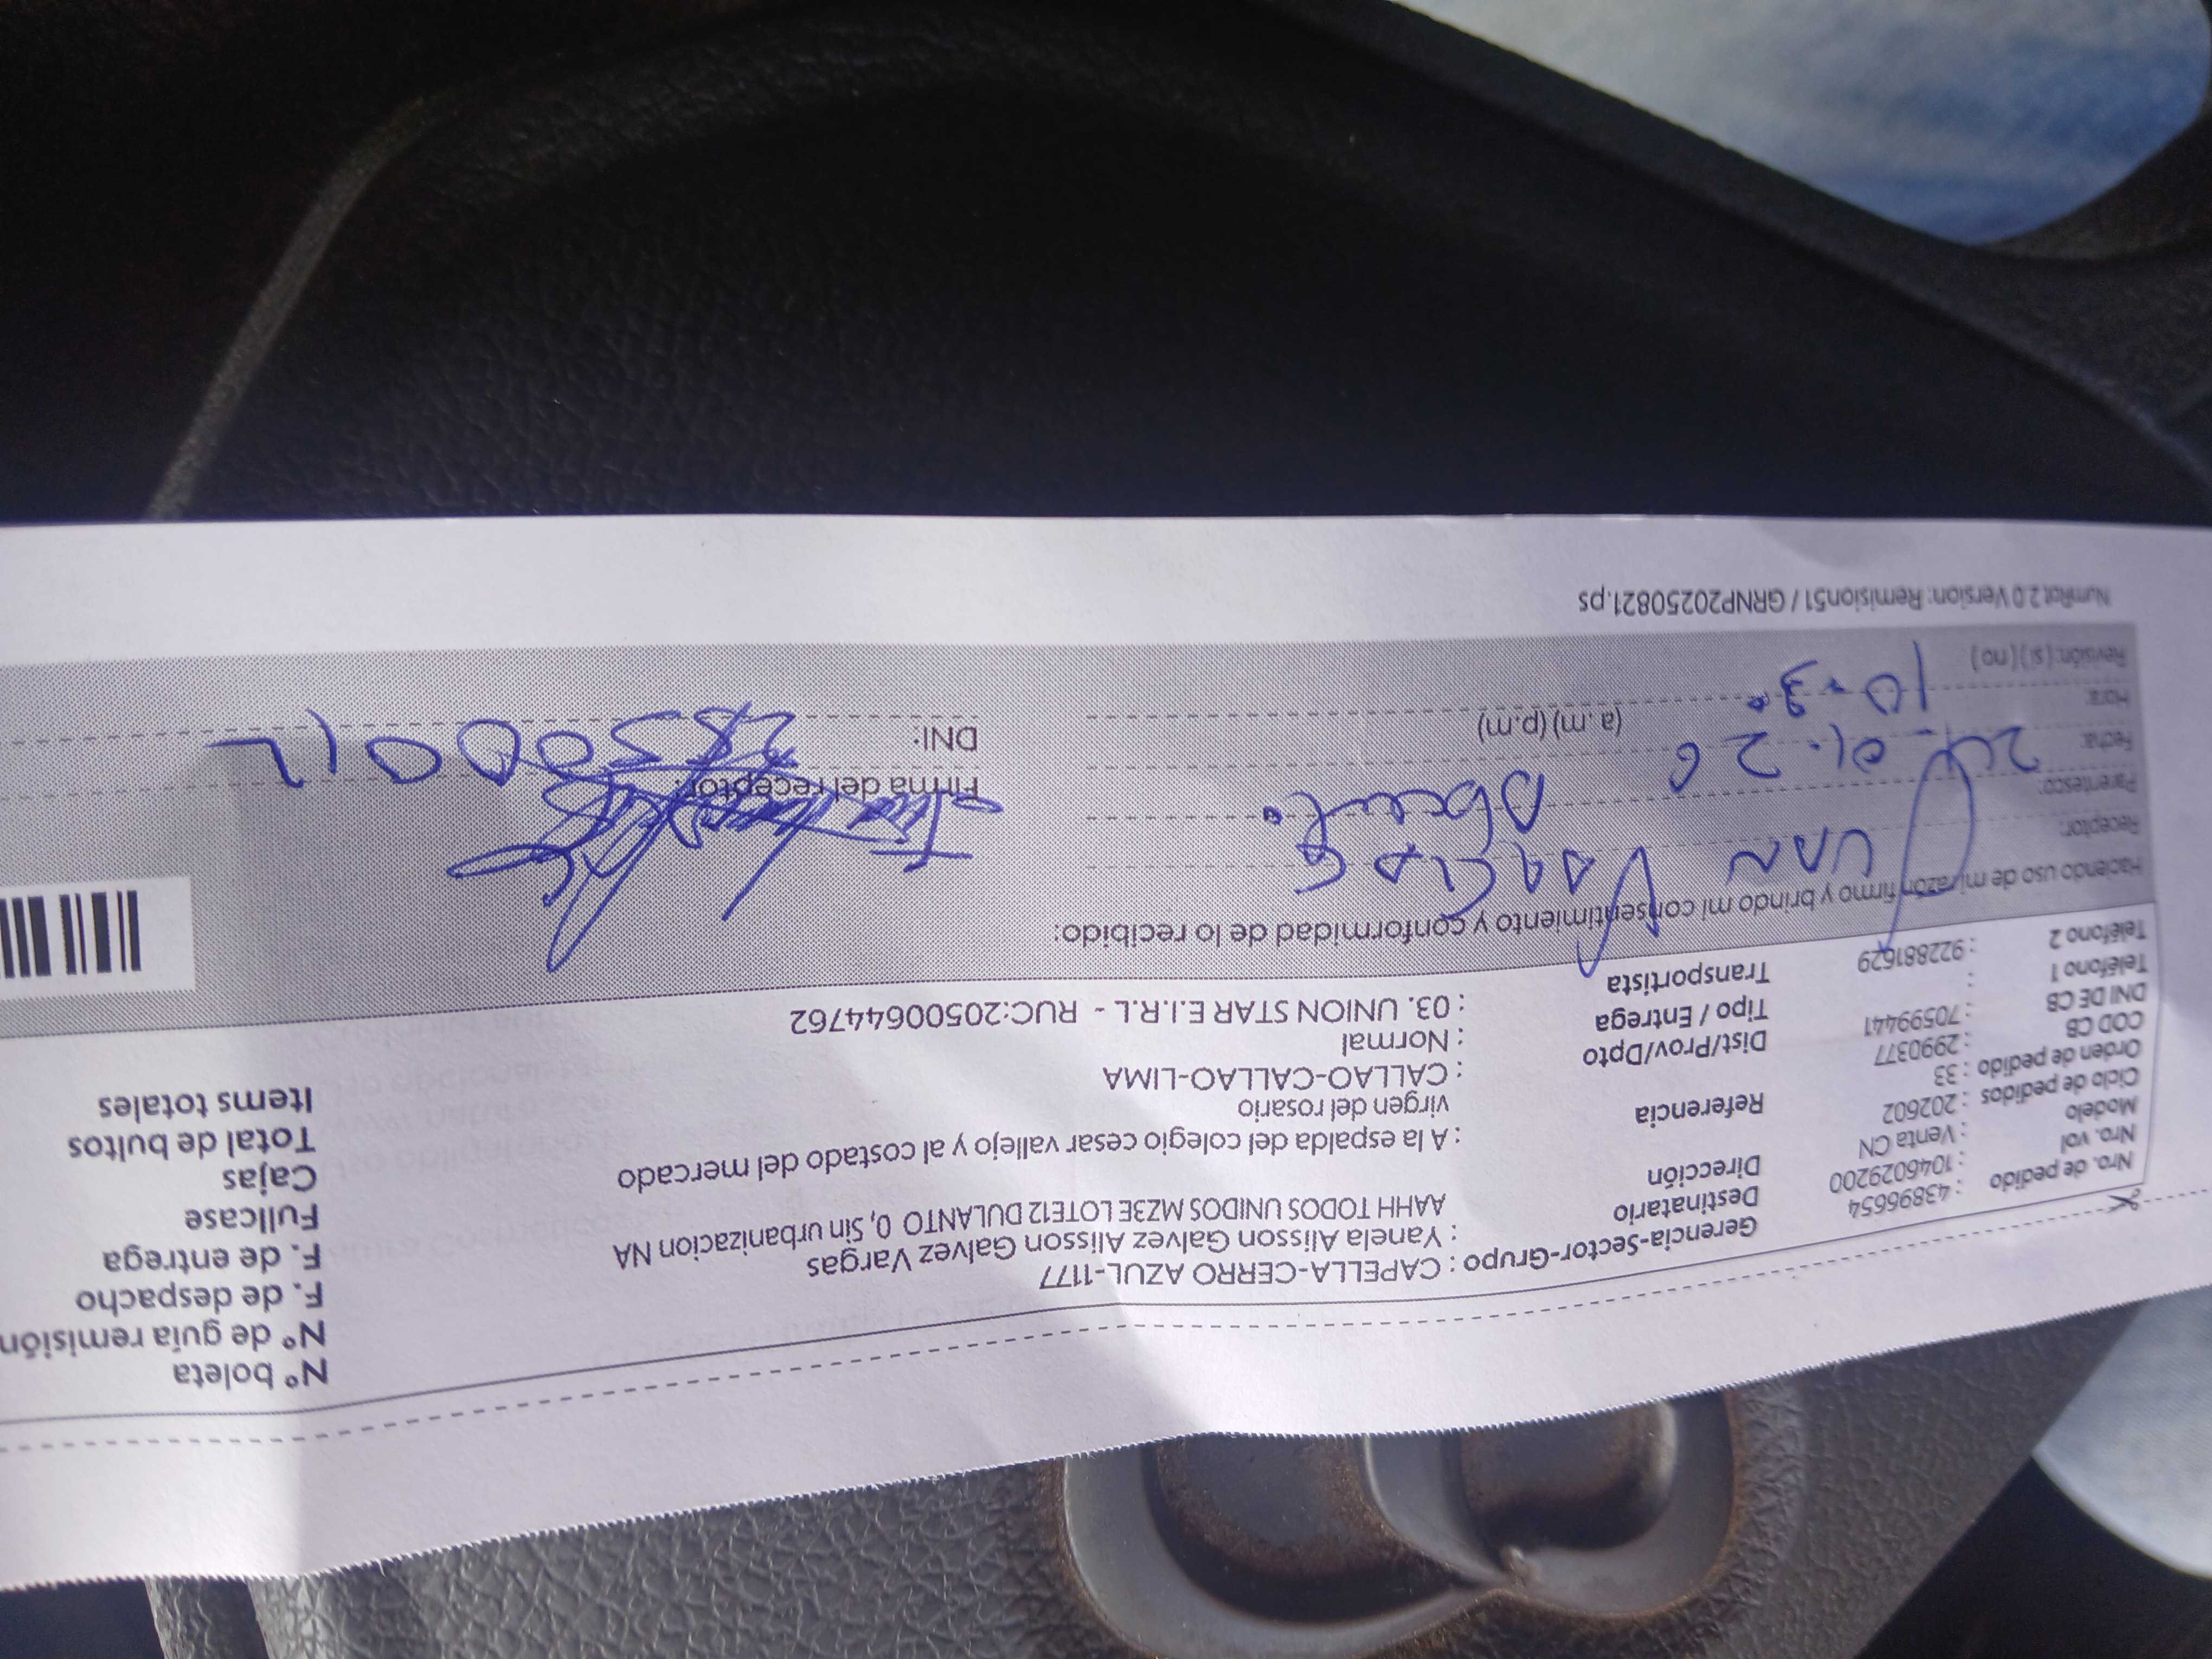 Nº boleta
Nº de guía remisión
F. de despacho
F. de entrega
Fullcase
Cajas
Total de bultos
Items totales
Gerencia-Sector-Grupo : CAPELLA-CERRO AZUL-1177
Destinatario : Yanela Alisson Galvez Alisson Galvez Vargas
Dirección AAHH TODOS UNIDOS MZ3E LOTE12 DULANTO 0, Sin urbanizacion NA
Referencia : A la espalda del colegio cesar vallejo y al costado del mercado
virgen del rosario
Dist/Prov/Dpto : CALLAO-CALLAO-LIMA
Tipo / Entrega : Normal
Transportista : 03. UNION STAR E.I.R.L - RUC:20500644762
Nro. de pedido : 43896654
Nro. vol : 1046029200
Modelo : Venta CN
Ciclo de pedidos : 202602
Orden de pedido : 33
COD CB : 2990377
DNI DE CB : 70599441
Teléfono 1 :
Teléfono 2 : 922881629
Haciendo uso de mi razón firmo y brindo mi consentimiento y conformidad de lo recibido:
Receptor: JUAN
Parentesco:
Fecha: 24.01.26
Hora: 10.30 (a.m) (p.m)
Revisión: (si) (no)
Firma del receptor:
DNI:
NumRot 2.0 Version: Remision51 / GRNP20250821.ps